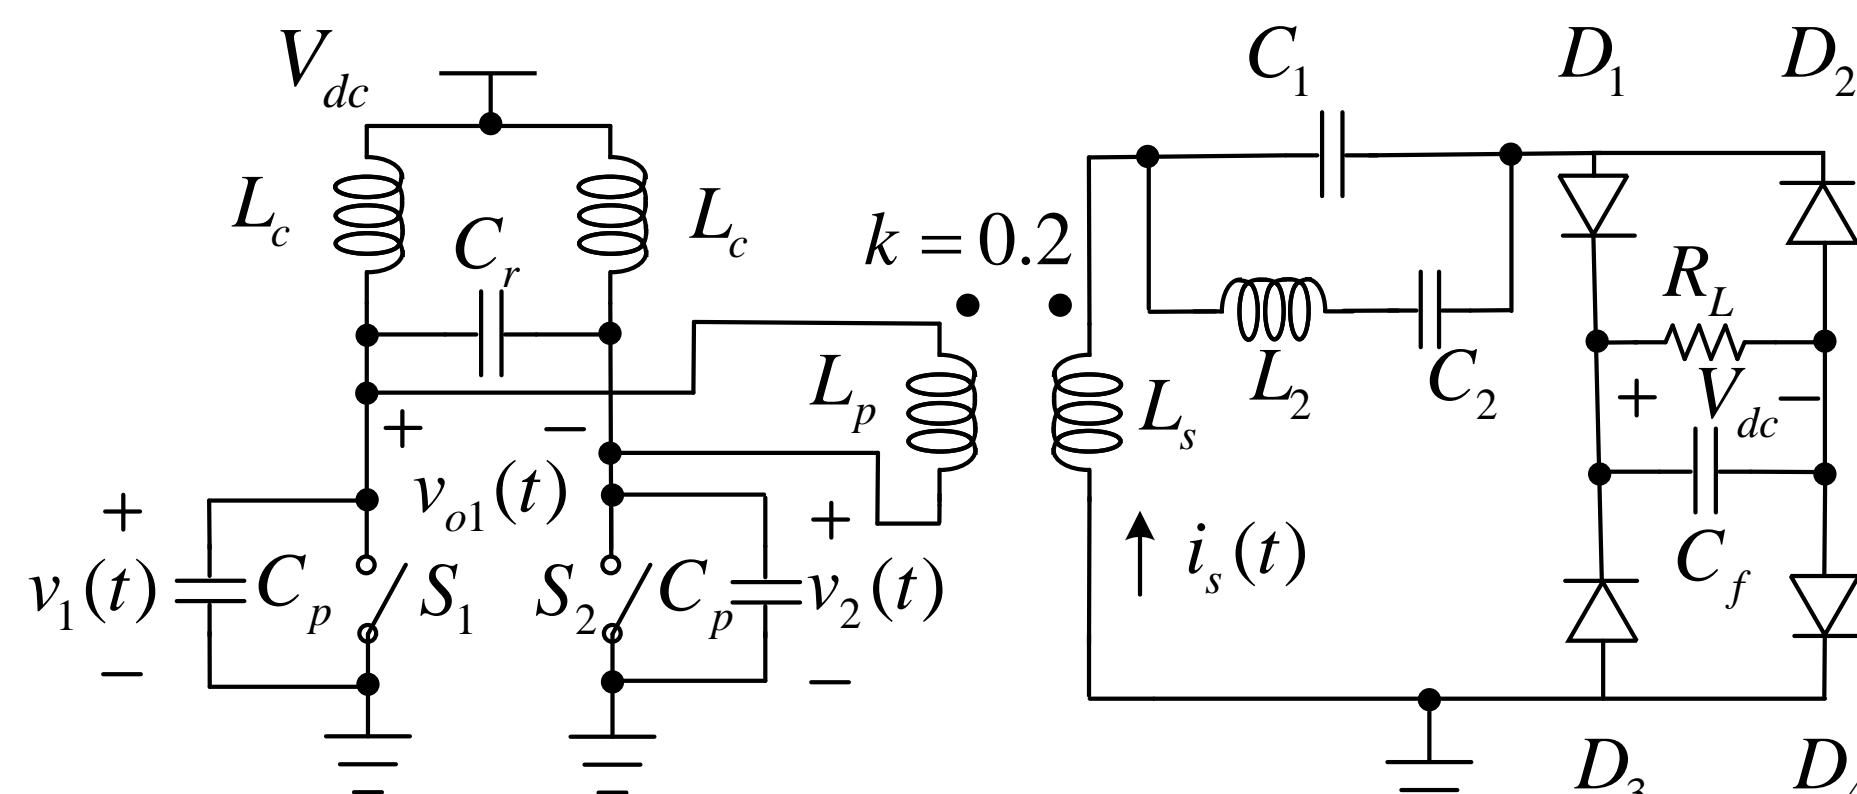 V_dc
C_1
D_1
D_2
L_c
C_r
L_c
k = 0.2
R_L
L_p
L_s
L_2
C_2
+ V_dc −
+ −
v_o1(t)
i_s(t)
C_f
+
v_1(t)
−
C_p
S_1
S_2
C_p
+
v_2(t)
−
D_3